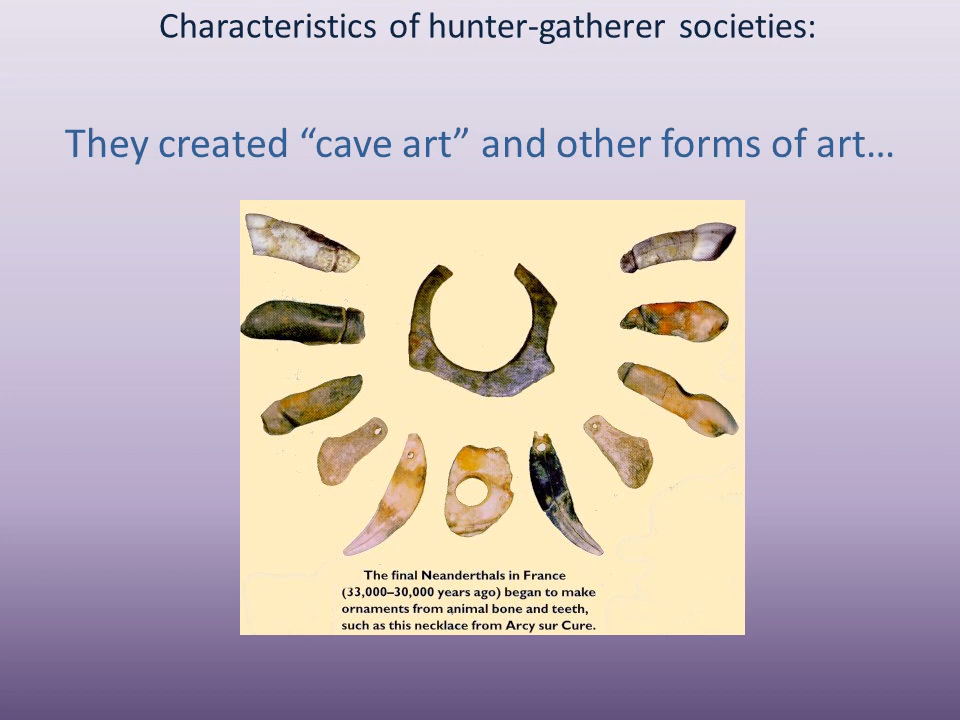 Characteristics of hunter-gatherer societies:
They created “cave art” and other forms of art…
The final Neanderthals in France
(33,000–30,000 years ago) began to make
ornaments from animal bone and teeth,
such as this necklace from Arcy sur Cure.